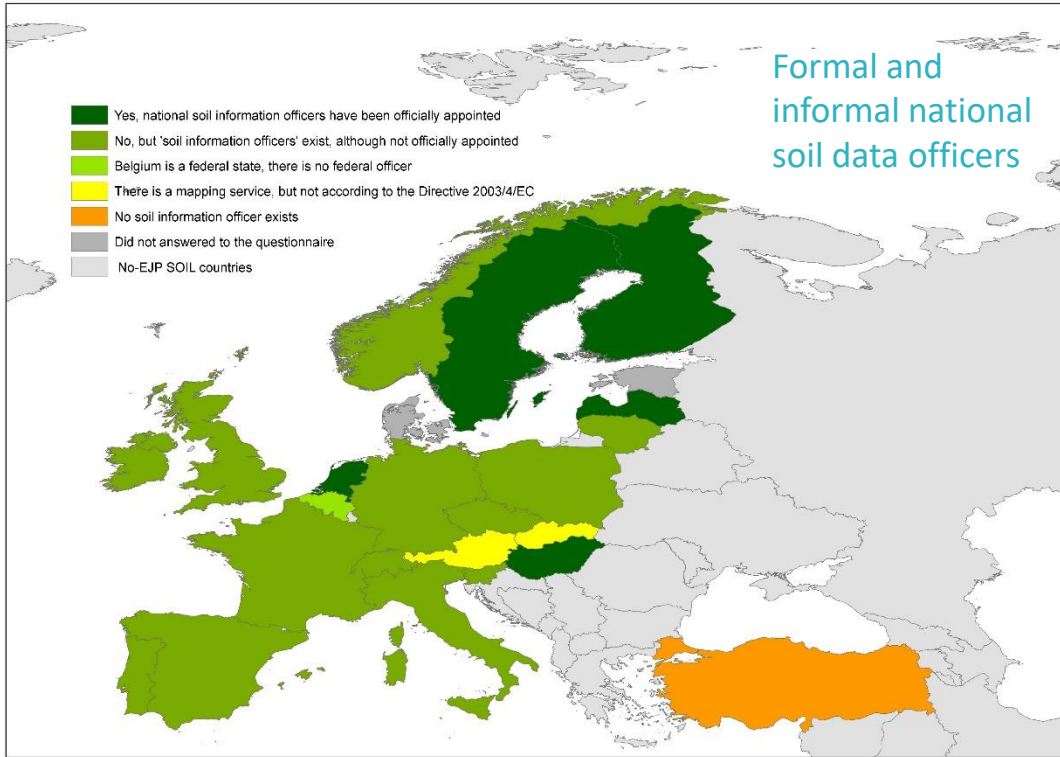 Formal and
informal national
soil data officers
Yes, national soil information officers have been officially appointed
No, but 'soil information officers' exist, although not officially appointed
Belgium is a federal state, there is no federal officer
There is a mapping service, but not according to the Directive 2003/4/EC
No soil information officer exists
Did not answered to the questionnaire
No-EJP SOIL countries